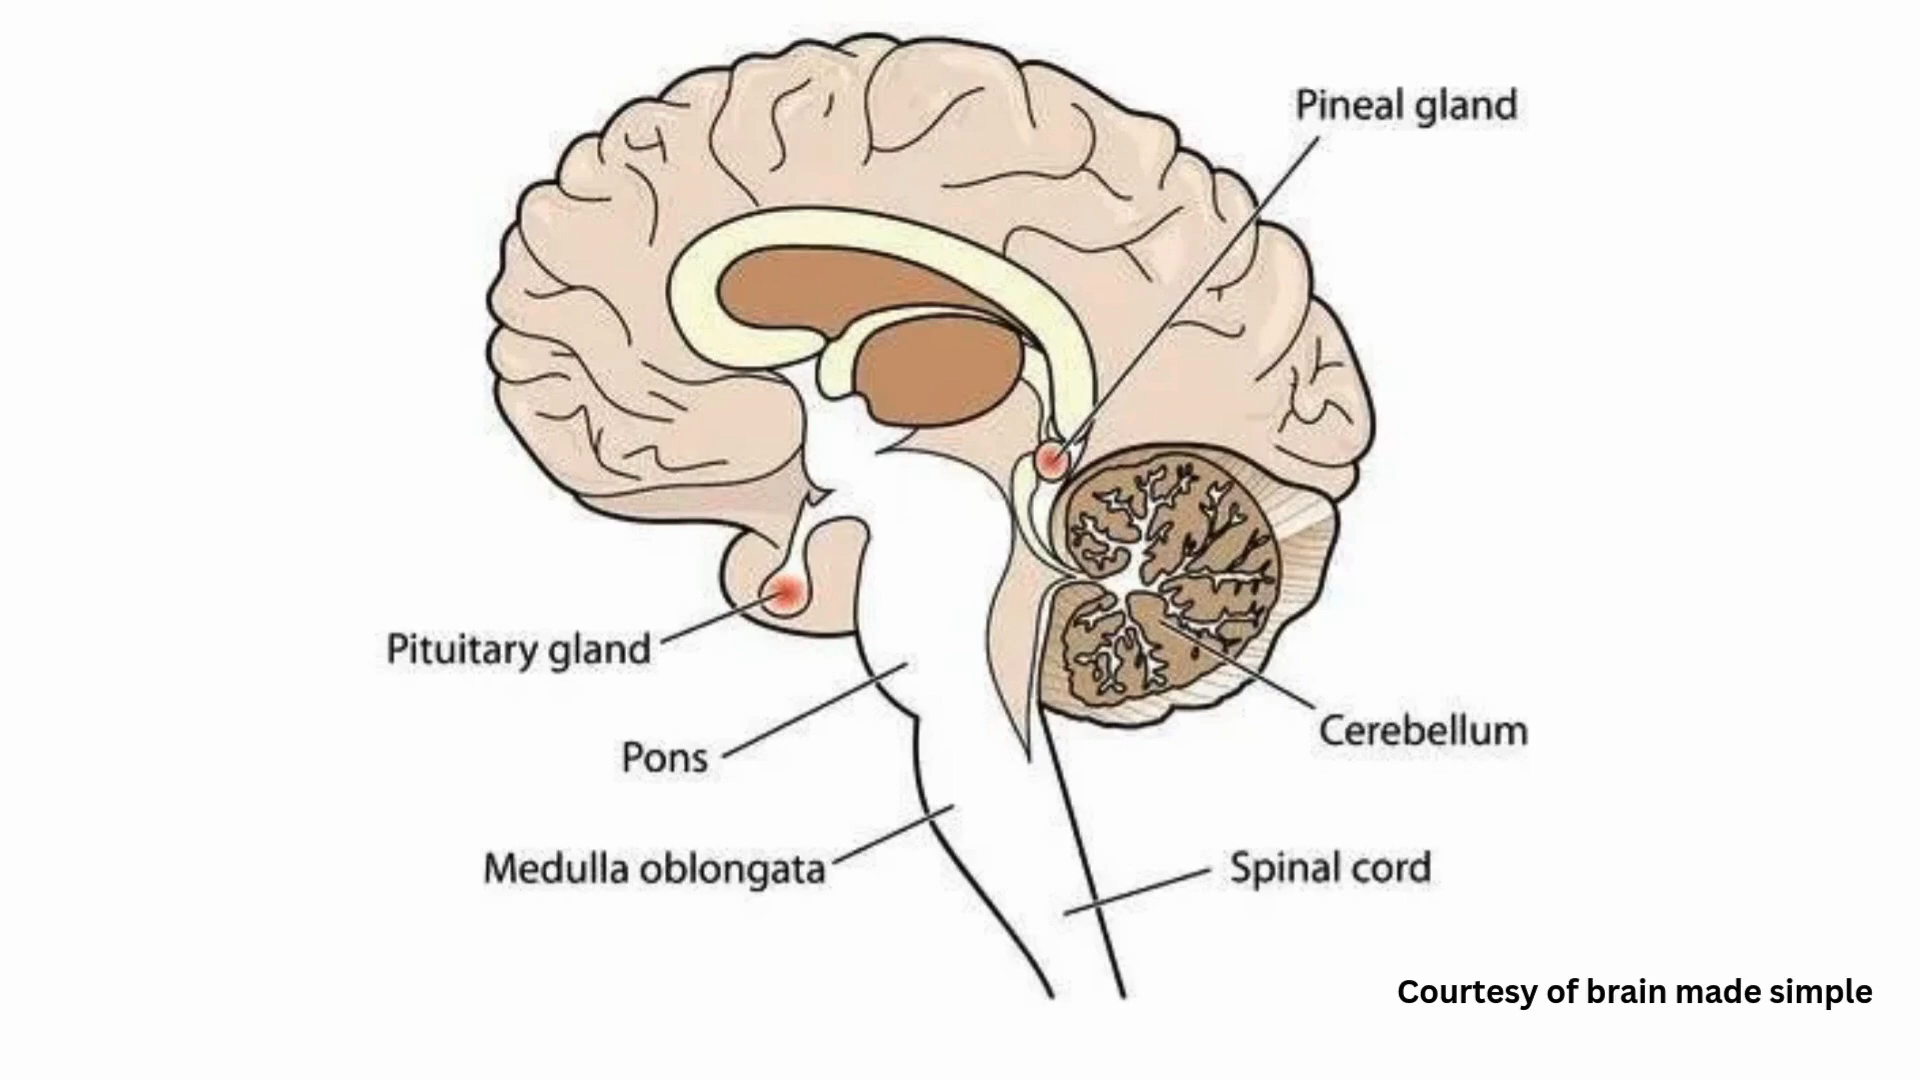 Pineal gland
Pituitary gland
Pons
Cerebellum
Medulla oblongata
Spinal cord
Courtesy of brain made simple